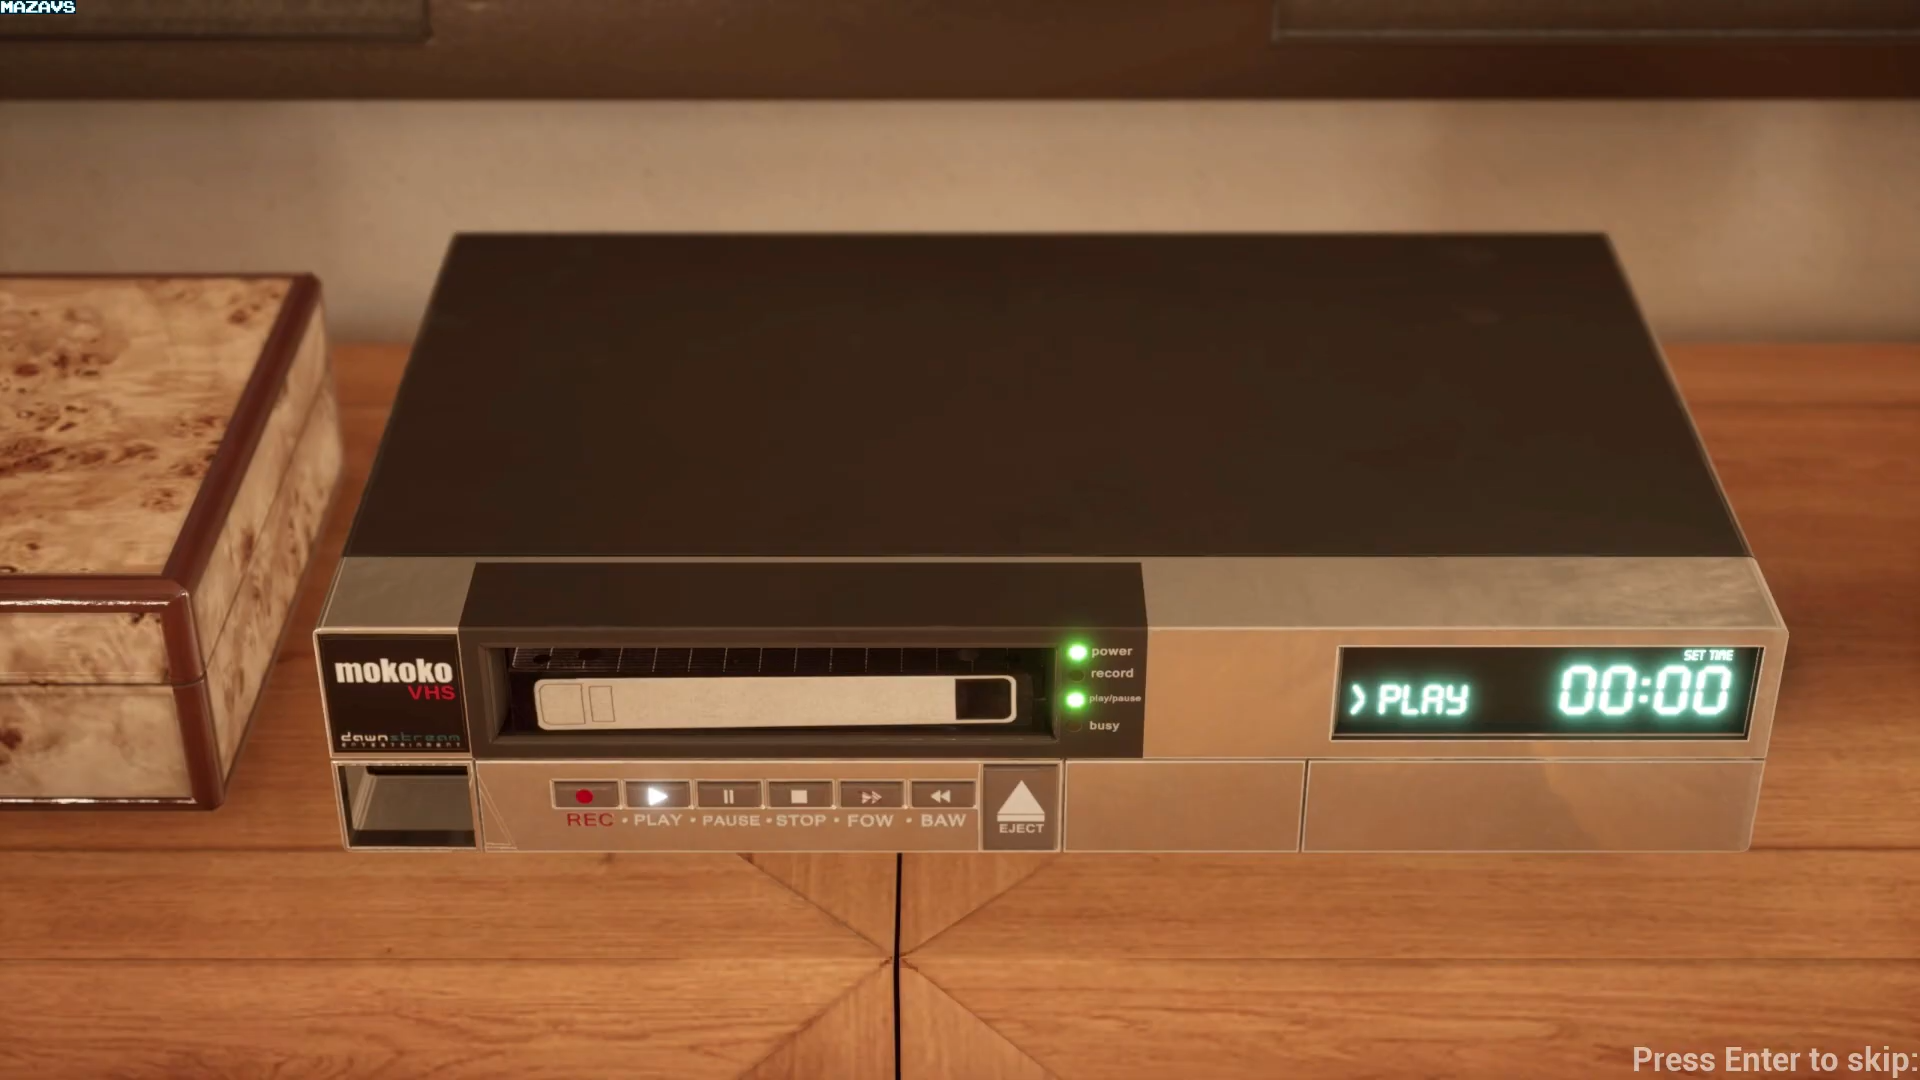 MAZAVS
mokoko
VHS
dawnstream
ENTERTAINMENT
power
record
play/pause
busy
SET TIME
PLAY 00:00
REC • PLAY • PAUSE • STOP • FOW • BAW
EJECT
Press Enter to skip: